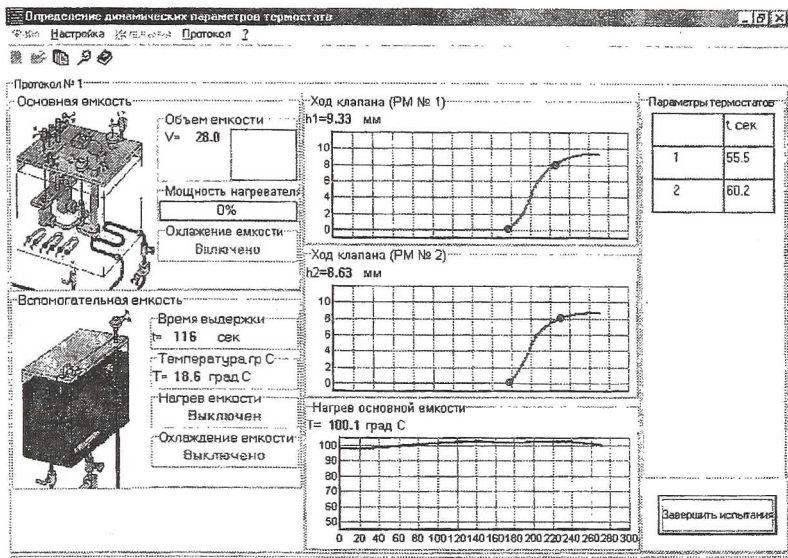 Определение динамических параметров термостата
Настройка Протокол ?
Протокол № 1
Основная емкость
Объем емкости
V= 28.0
Мощность нагревателя
0%
Охлажение емкости
Включено
Вспомогательная емкость
Время выдержки
t= 116 сек
Температура,гр С
T= 18.6 град С
Нагрев емкости
Выключен
Охлаждение емкости
Выключено
Ход клапана (РМ № 1)
h1=9.33 мм
10
8
6
4
2
0
Ход клапана (РМ № 2)
h2=8.63 мм
10
8
6
4
2
0
Нагрев основной емкости
T= 100.1 град С
100
90
80
70
60
50
0 20 40 60 80 100 120 140 160 180 200 220 240 260 280 300
Параметры термостатов
t, сек
1 55.5
2 60.2
Завершить испытания